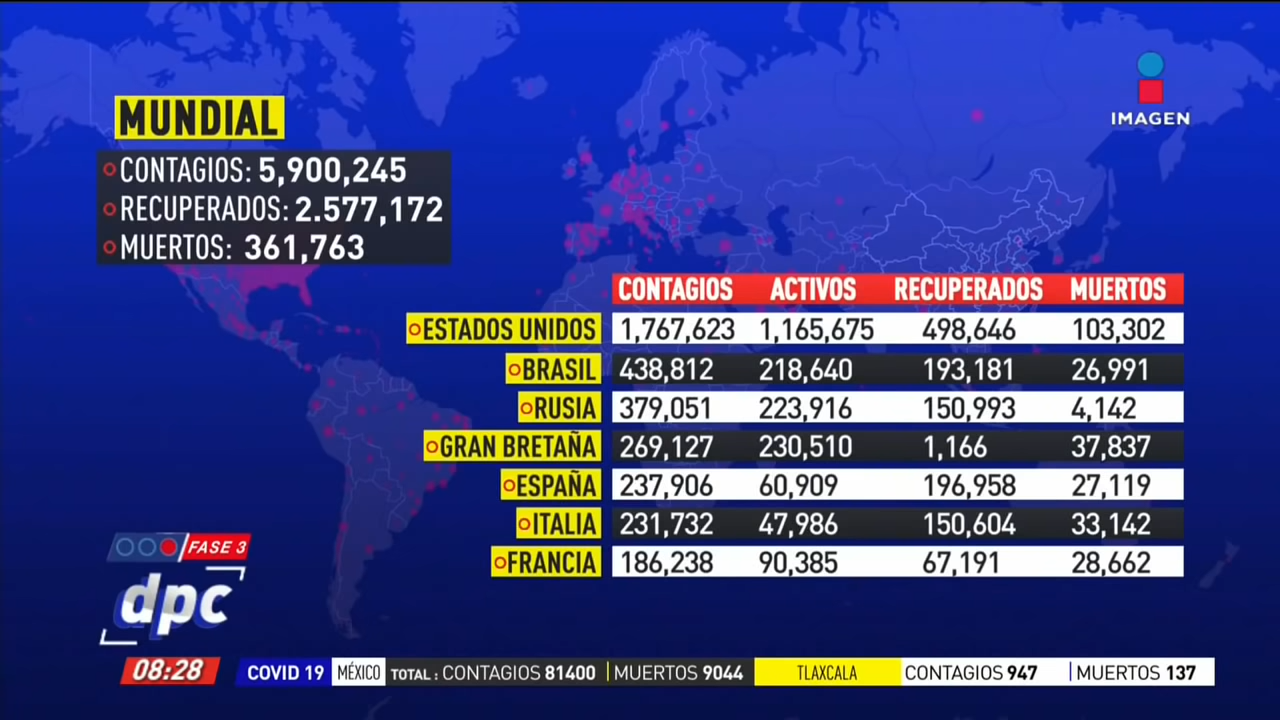 MUNDIAL
CONTAGIOS: 5,900,245
RECUPERADOS: 2.577,172
MUERTOS: 361,763
IMAGEN
CONTAGIOS ACTIVOS RECUPERADOS MUERTOS
ESTADOS UNIDOS 1,767,623 1,165,675 498,646 103,302
BRASIL 438,812 218,640 193,181 26,991
RUSIA 379,051 223,916 150,993 4,142
GRAN BRETAÑA 269,127 230,510 1,166 37,837
ESPAÑA 237,906 60,909 196,958 27,119
ITALIA 231,732 47,986 150,604 33,142
FRANCIA 186,238 90,385 67,191 28,662
FASE 3
dpc
08:28 COVID 19 MÉXICO TOTAL : CONTAGIOS 81400 MUERTOS 9044 TLAXCALA CONTAGIOS 947 MUERTOS 137